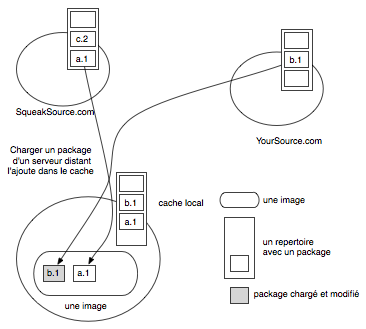 c.2
a.1
SqueakSource.com
b.1
YourSource.com
Charger un package
d'un serveur distant
l'ajoute dans le cache
b.1
a.1
cache local
b.1
a.1
une image
une image
un repertoire
avec un package
package chargé et modifié